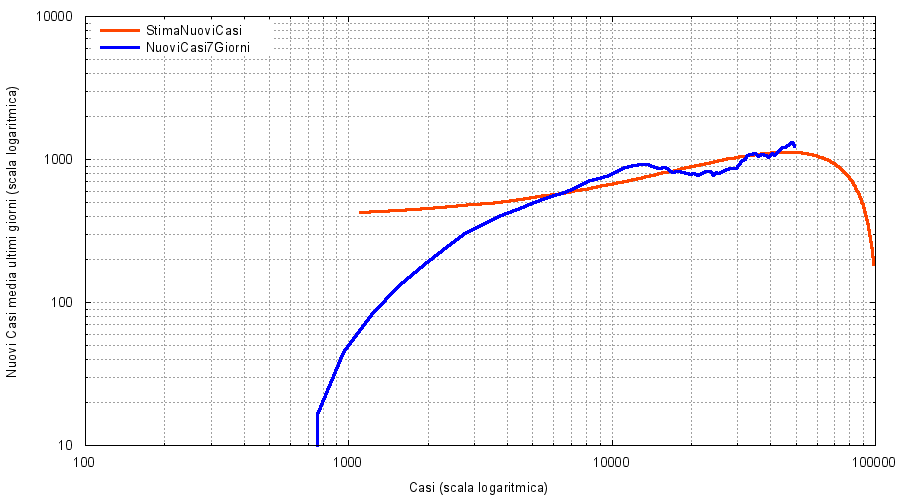 10000
StimaNuoviCasi
NuoviCasi7Giorni
1000
100
10
Nuovi Casi media ultimi giorni (scala logaritmica)
100 1000 10000 100000
Casi (scala logaritmica)